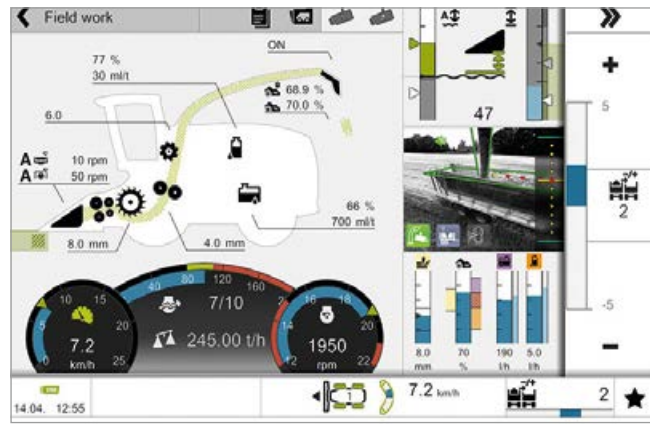 Field work
ON
77 %
30 ml/t
68.9 %
70.0 %
6.0
A 10 rpm
A 50 rpm
66 %
700 ml/t
8.0 mm
4.0 mm
A
47
+
5
-/+
2
-5
−
40 80 120 160
7/10
245.00 t/h
0 5 10 15 20 25
7.2
km/h
12 14 16 18 20 22
1950
rpm
8.0 70 190 5.0
mm % l/h l/h
14.04. 12:55
1
7.2 km/h
-/+
2